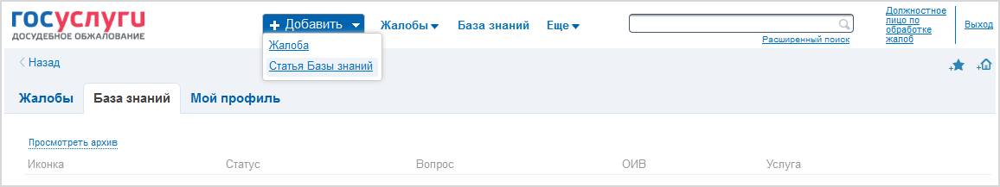 госуслуги
ДОСУДЕБНОЕ ОБЖАЛОВАНИЕ
Добавить
Жалобы
База знаний
Еще
Расширенный поиск
Должностное
лицо по
обработке
жалоб
Выход
Жалоба
Статья Базы знаний
Назад
Жалобы
База знаний
Мой профиль
Просмотреть архив
Иконка Статус Вопрос ОИВ Услуга